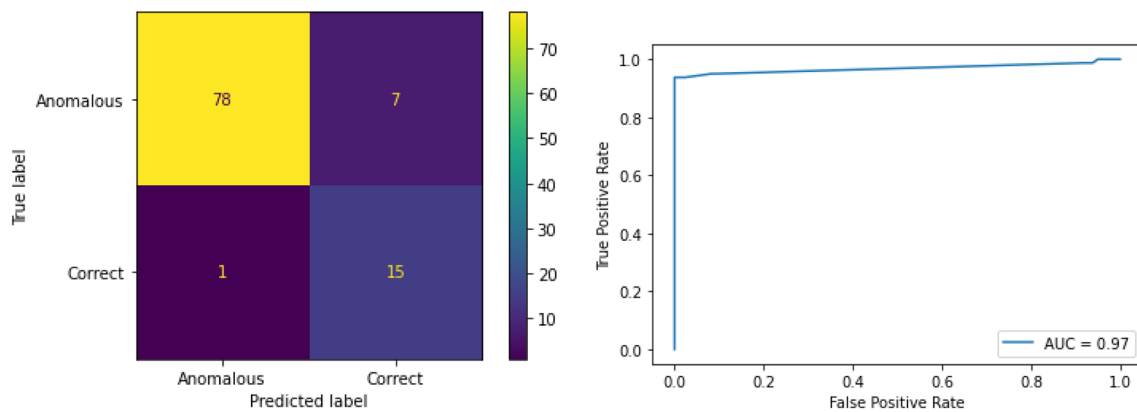 Anomalous
Correct
True label
78
7
1
15
Anomalous
Correct
Predicted label
70
60
50
40
30
20
10
1.0
0.8
0.6
0.4
0.2
0.0
True Positive Rate
AUC = 0.97
0.0
0.2
0.4
0.6
0.8
1.0
False Positive Rate